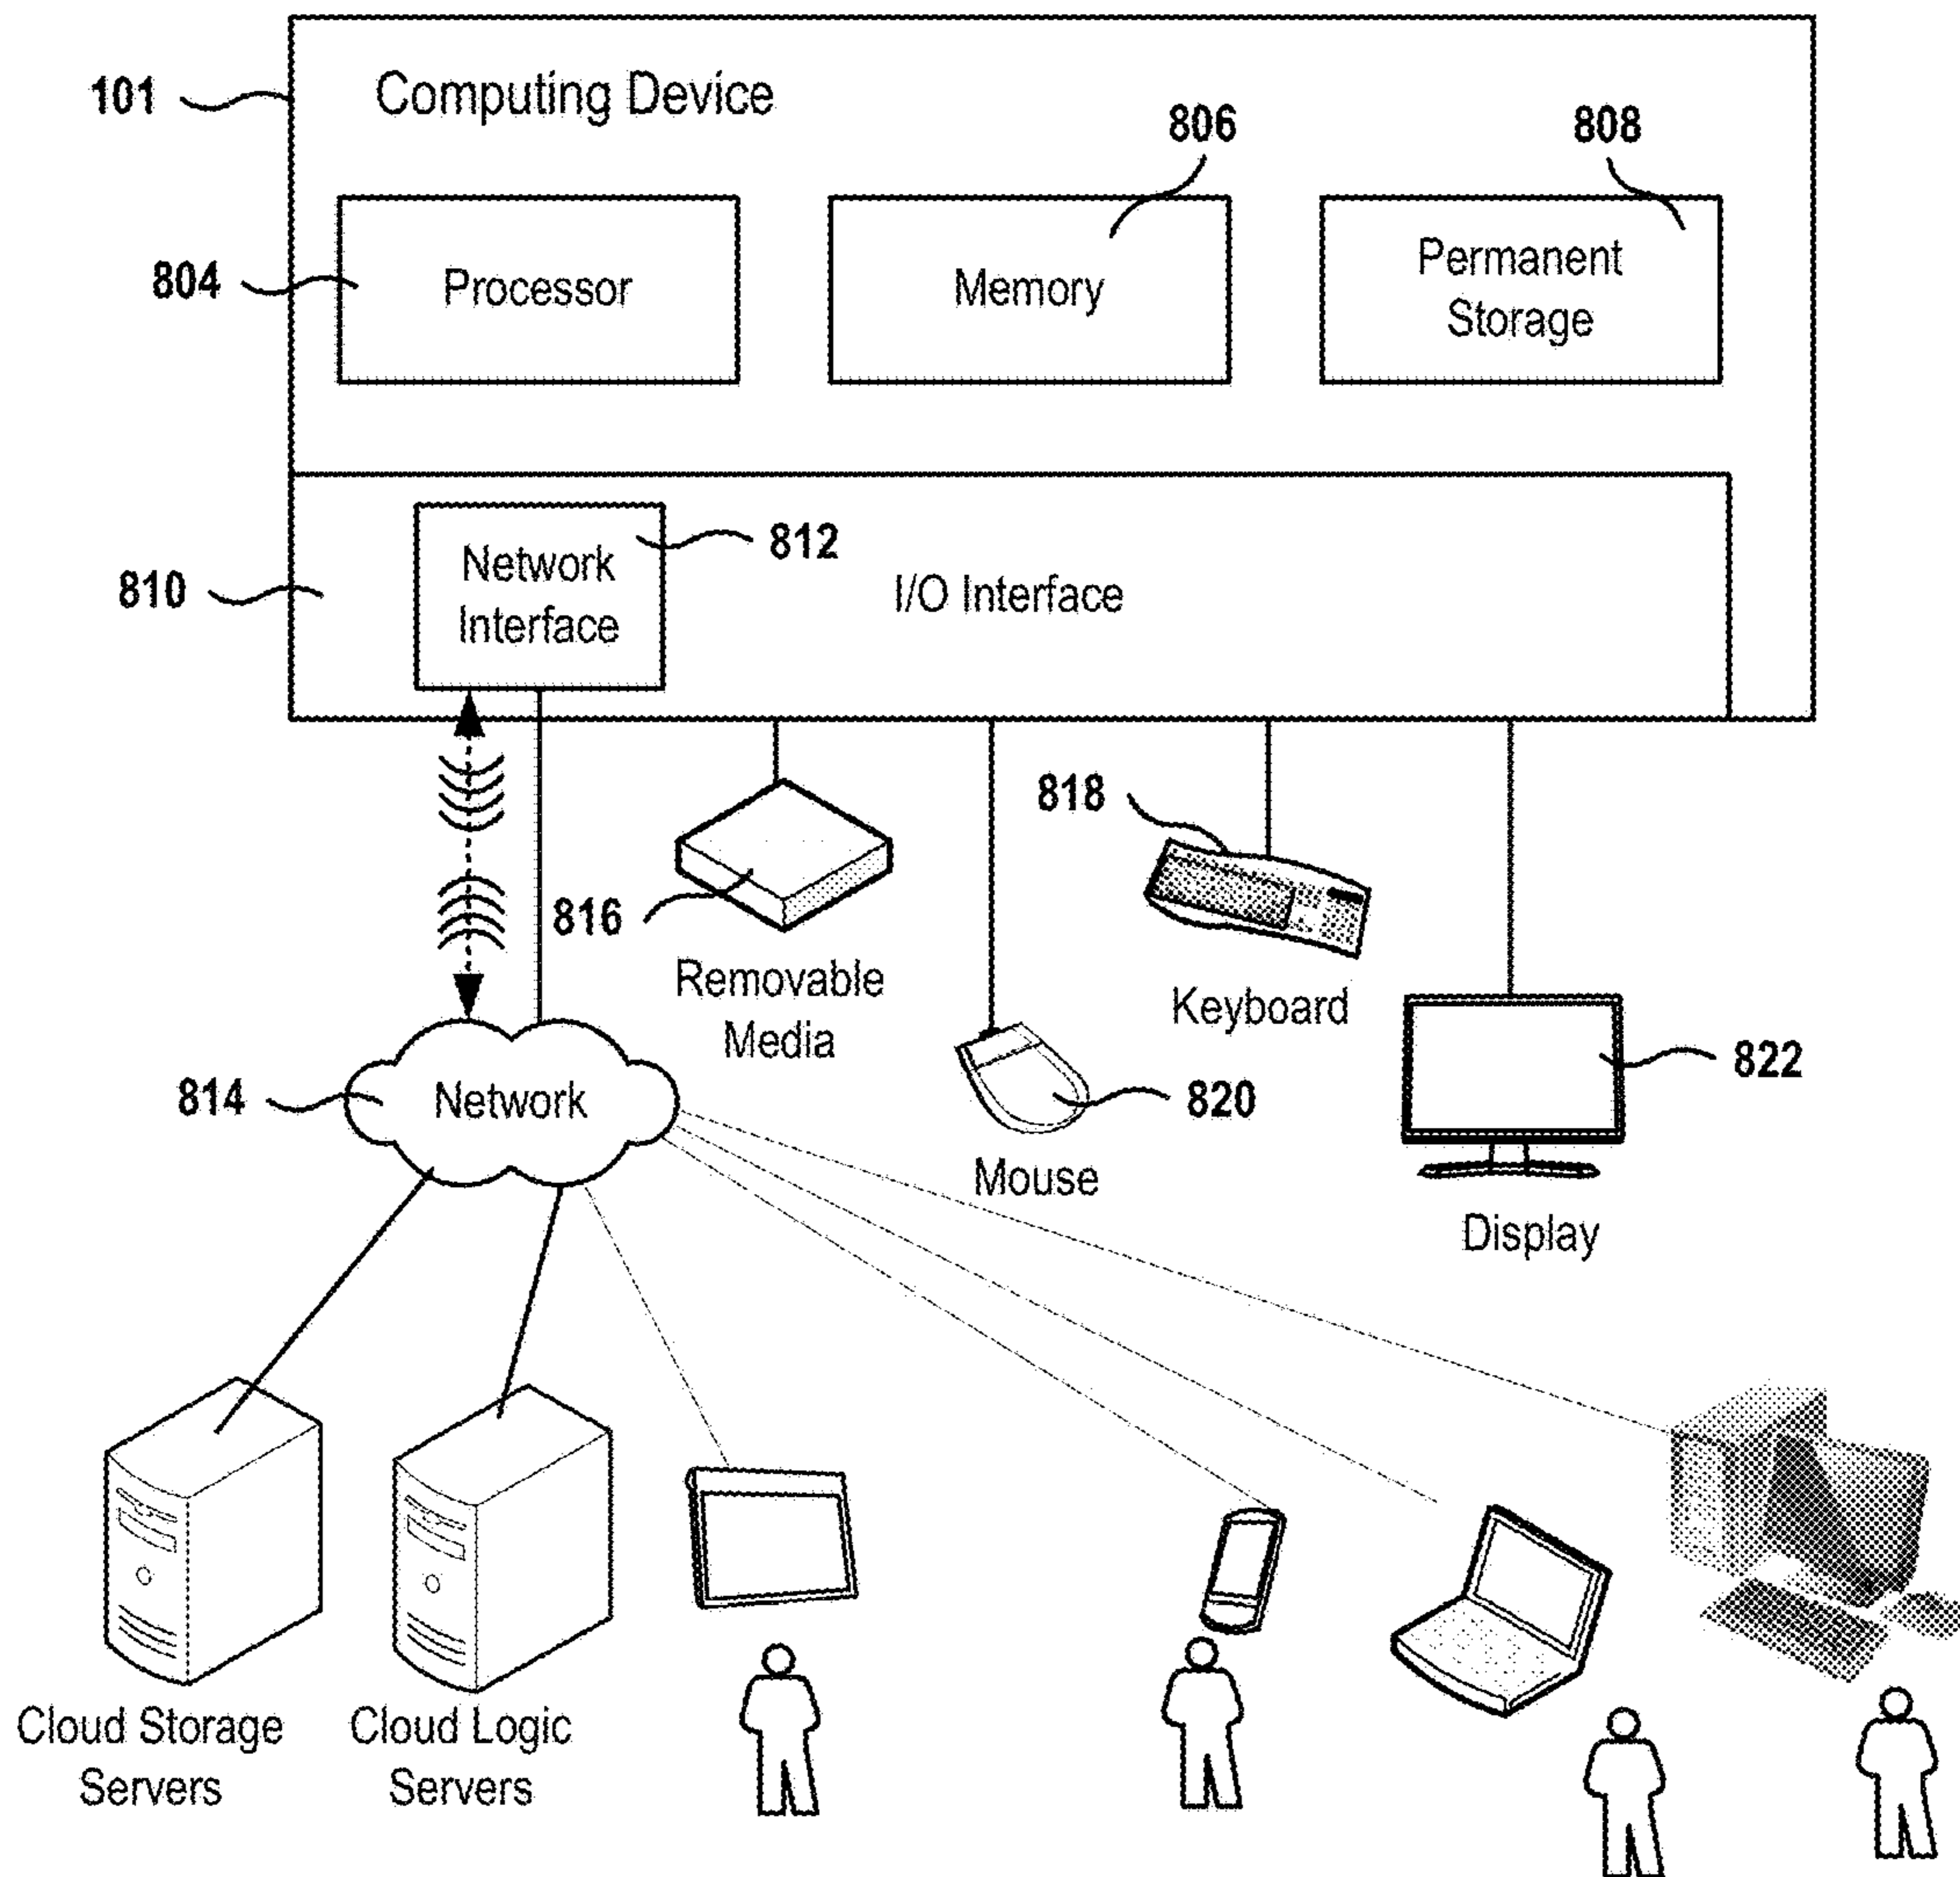 101
Computing Device
806
808
804
Processor
Memory
Permanent
Storage
810
Network
Interface
812
I/O Interface
818
816
Removable
Media
Keyboard
814
Network
820
822
Mouse
Display
Cloud Storage
Servers
Cloud Logic
Servers